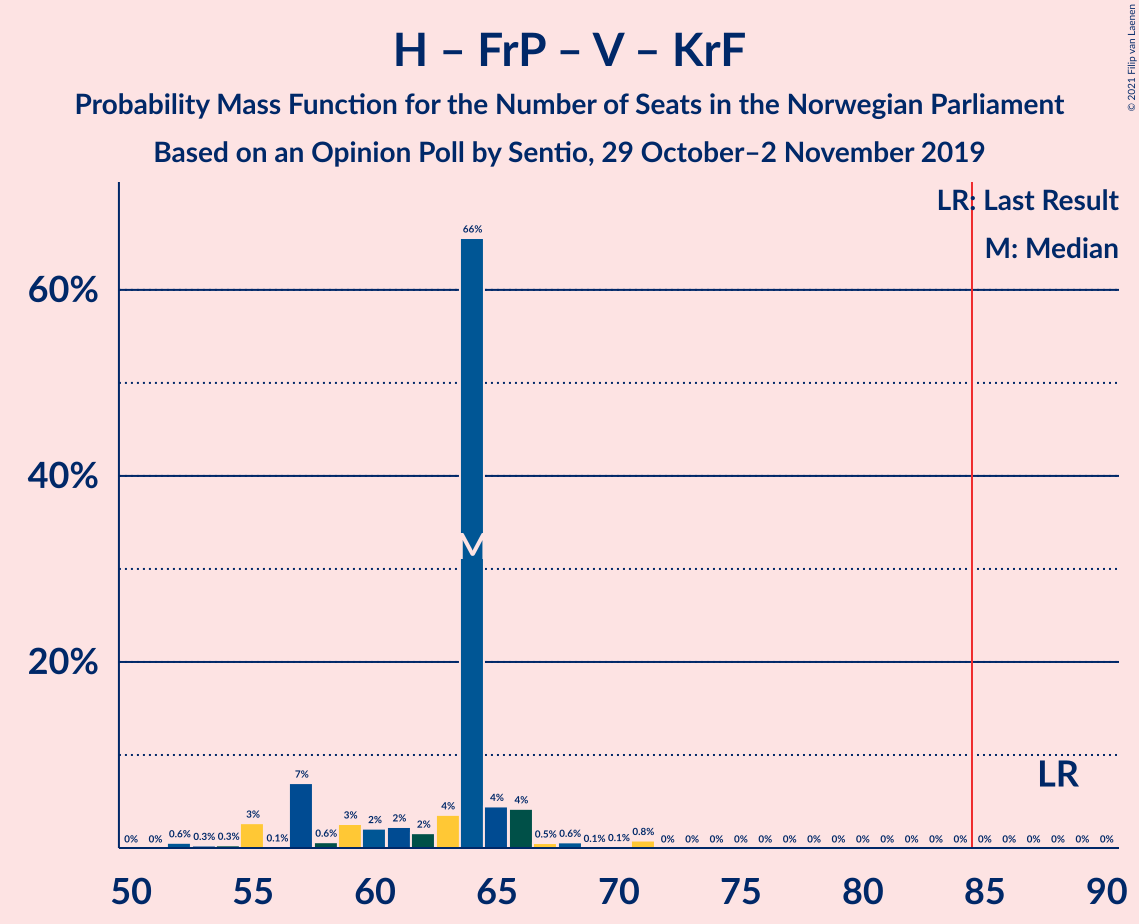 H – FrP – V – KrF
Probability Mass Function for the Number of Seats in the Norwegian Parliament
Based on an Opinion Poll by Sentio, 29 October–2 November 2019
© 2021 Filip van Laenen
LR: Last Result
M: Median
66%
60%
40%
M
20%
LR
0% 0% 0.6% 0.3% 0.3% 3% 0.1% 7% 0.6% 3% 2% 2% 2% 4% 4% 4% 0.5% 0.6% 0.1% 0.1% 0.8% 0% 0% 0% 0% 0% 0% 0% 0% 0% 0% 0% 0% 0% 0% 0% 0% 0% 0% 0%
50 55 60 65 70 75 80 85 90